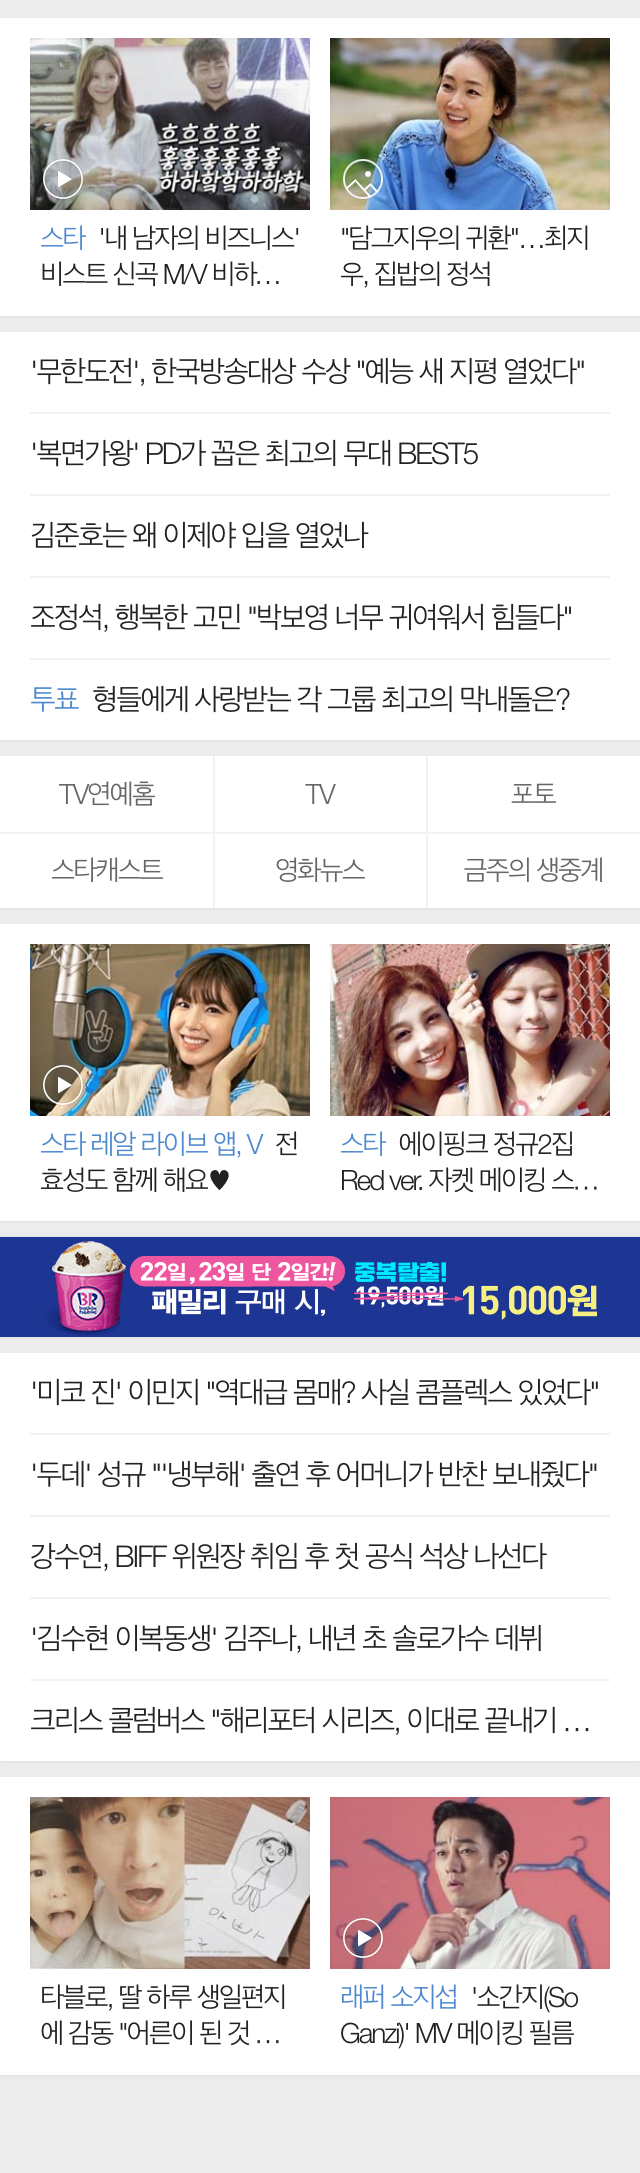 흐흐흐흐흐
훟훟훟훟훟훟
하하핳핳하하핳
스타 '내 남자의 비즈니스'
비스트 신곡 M/V 비하…
"담그지우의 귀환"…최지
우, 집밥의 정석
'무한도전', 한국방송대상 수상 "예능 새 지평 열었다"
'복면가왕' PD가 꼽은 최고의 무대 BEST5
김준호는 왜 이제야 입을 열었나
조정석, 행복한 고민 "박보영 너무 귀여워서 힘들다"
투표 형들에게 사랑받는 각 그룹 최고의 막내돌은?
TV연예홈 TV 포토
스타캐스트 영화뉴스 금주의 생중계
스타 레알 라이브 앱, V 전
효성도 함께 해요♥
스타 에이핑크 정규2집
Red ver. 자켓 메이킹 스…
BR
baskin robbins
22일, 23일 단 2일간!
패밀리 구매 시,
중복탈출!
19,500원
15,000원
'미코 진' 이민지 "역대급 몸매? 사실 콤플렉스 있었다"
'두데' 성규 "'냉부해' 출연 후 어머니가 반찬 보내줬다"
강수연, BIFF 위원장 취임 후 첫 공식 석상 나선다
'김수현 이복동생' 김주나, 내년 초 솔로가수 데뷔
크리스 콜럼버스 "해리포터 시리즈, 이대로 끝내기 …
아빠
타블로, 딸 하루 생일편지
에 감동 "어른이 된 것 …
래퍼 소지섭 '소간지(So
Ganzi)' MV 메이킹 필름